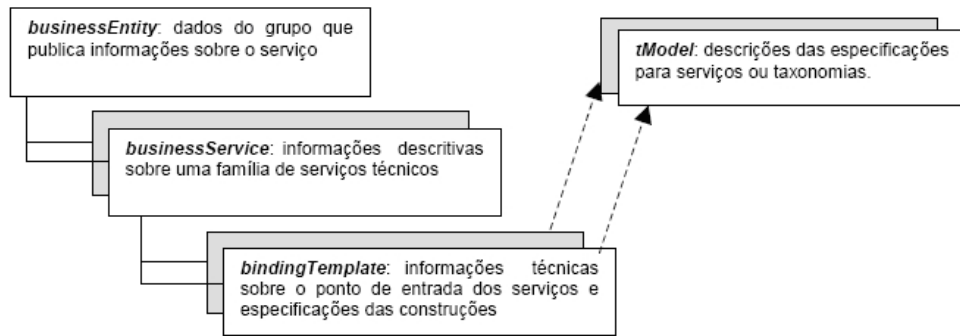 businessEntity: dados do grupo que
publica informações sobre o serviço
tModel: descrições das especificações
para serviços ou taxonomias.
businessService: informações descritivas
sobre uma família de serviços técnicos
bindingTemplate: informações técnicas
sobre o ponto de entrada dos serviços e
especificações das construções